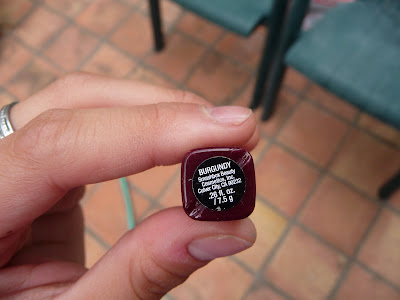 BURGUNDY
Smashbox Beauty
Cosmetics, Inc.
Culver City, CA 90232
.26 fl. oz.
/ 7.5 g